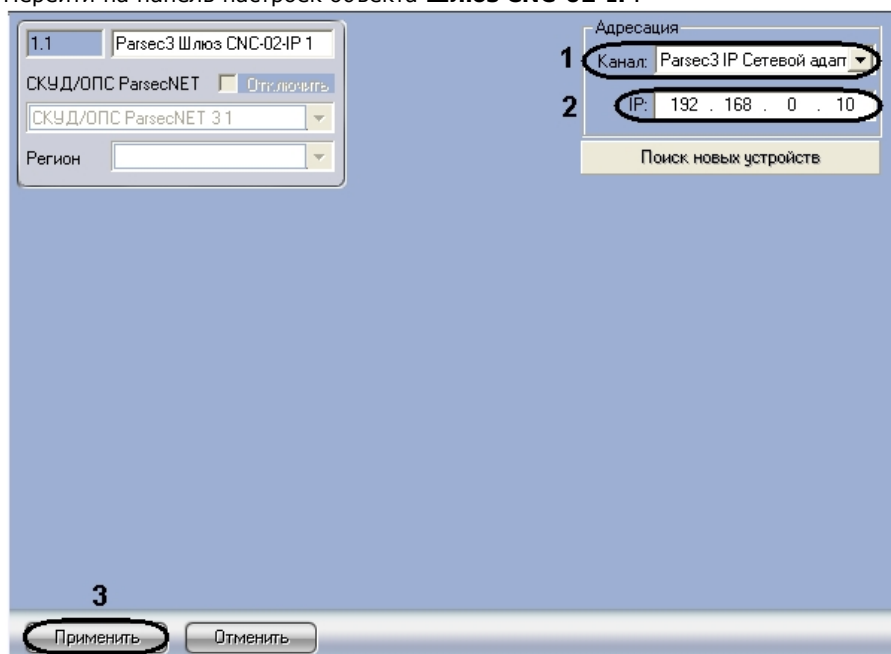 Перейти на панель настроек объекта Шлюз CNC-02-IP.
1.1 Parsec3 Шлюз CNC-02-IP 1
СКУД/ОПС ParsecNET Отключить
СКУД/ОПС ParsecNET 3 1
Регион
Адресация
1 Канал: Parsec3 IP Сетевой адап
2 IP: 192 . 168 . 0 . 10
Поиск новых устройств
3
Применить Отменить